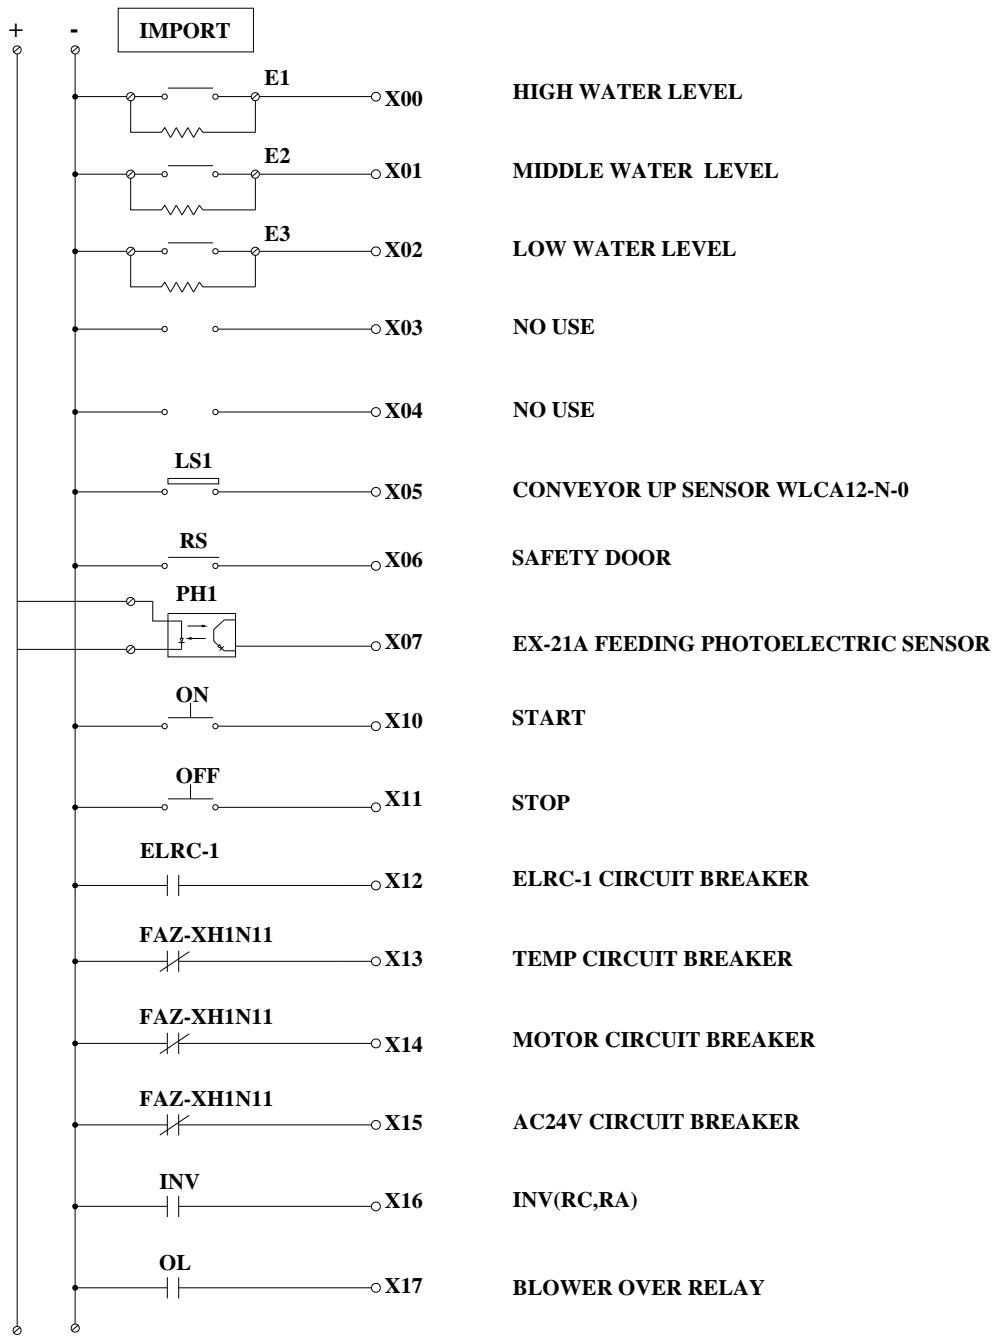 + - IMPORT
E1
X00 HIGH WATER LEVEL
E2
X01 MIDDLE WATER LEVEL
E3
X02 LOW WATER LEVEL
X03 NO USE
X04 NO USE
LS1
X05 CONVEYOR UP SENSOR WLCA12-N-0
RS
X06 SAFETY DOOR
PH1
X07 EX-21A FEEDING PHOTOELECTRIC SENSOR
ON
X10 START
OFF
X11 STOP
ELRC-1
X12 ELRC-1 CIRCUIT BREAKER
FAZ-XH1N11
X13 TEMP CIRCUIT BREAKER
FAZ-XH1N11
X14 MOTOR CIRCUIT BREAKER
FAZ-XH1N11
X15 AC24V CIRCUIT BREAKER
INV
X16 INV(RC,RA)
OL
X17 BLOWER OVER RELAY